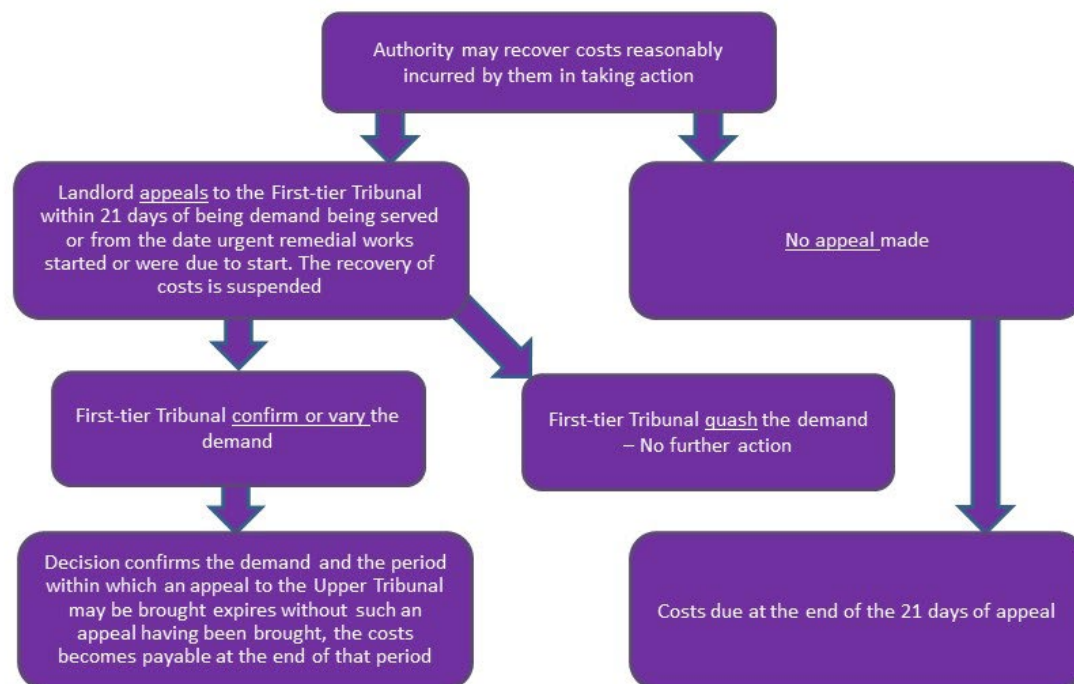 Authority may recover costs reasonably
incurred by them in taking action
Landlord appeals to the First-tier Tribunal
within 21 days of being demand being served
or from the date urgent remedial works
started or were due to start. The recovery of
costs is suspended
No appeal made
First-tier Tribunal confirm or vary the
demand
First-tier Tribunal quash the demand
– No further action
Decision confirms the demand and the period
within which an appeal to the Upper Tribunal
may be brought expires without such an
appeal having been brought, the costs
becomes payable at the end of that period
Costs due at the end of the 21 days of appeal